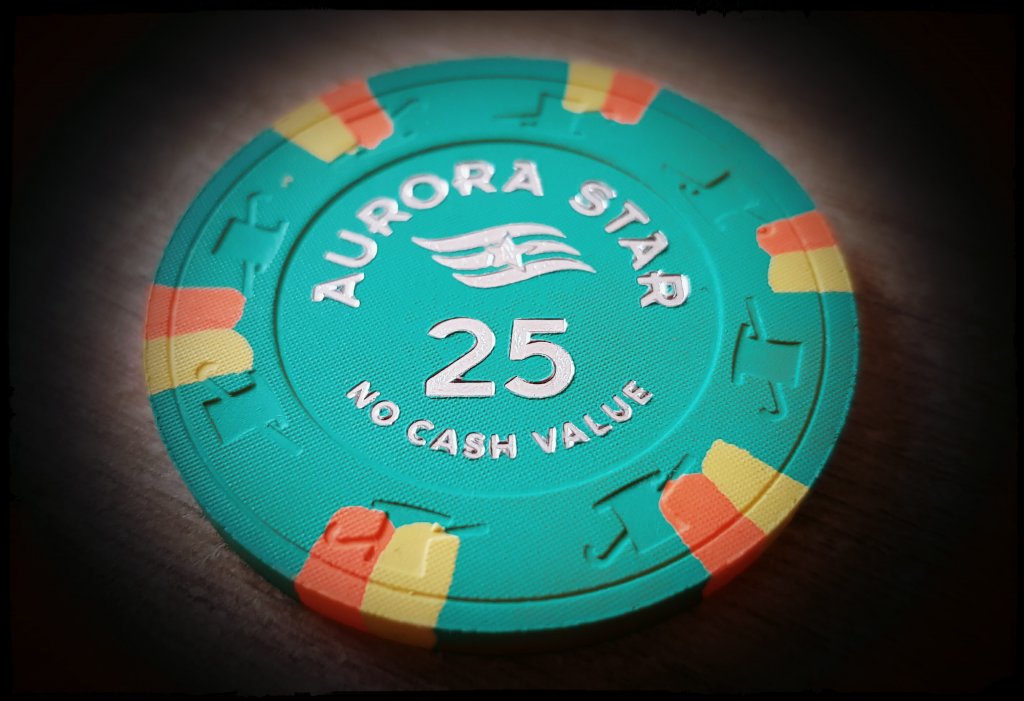 AURORA STAR
25
NO CASH VALUE